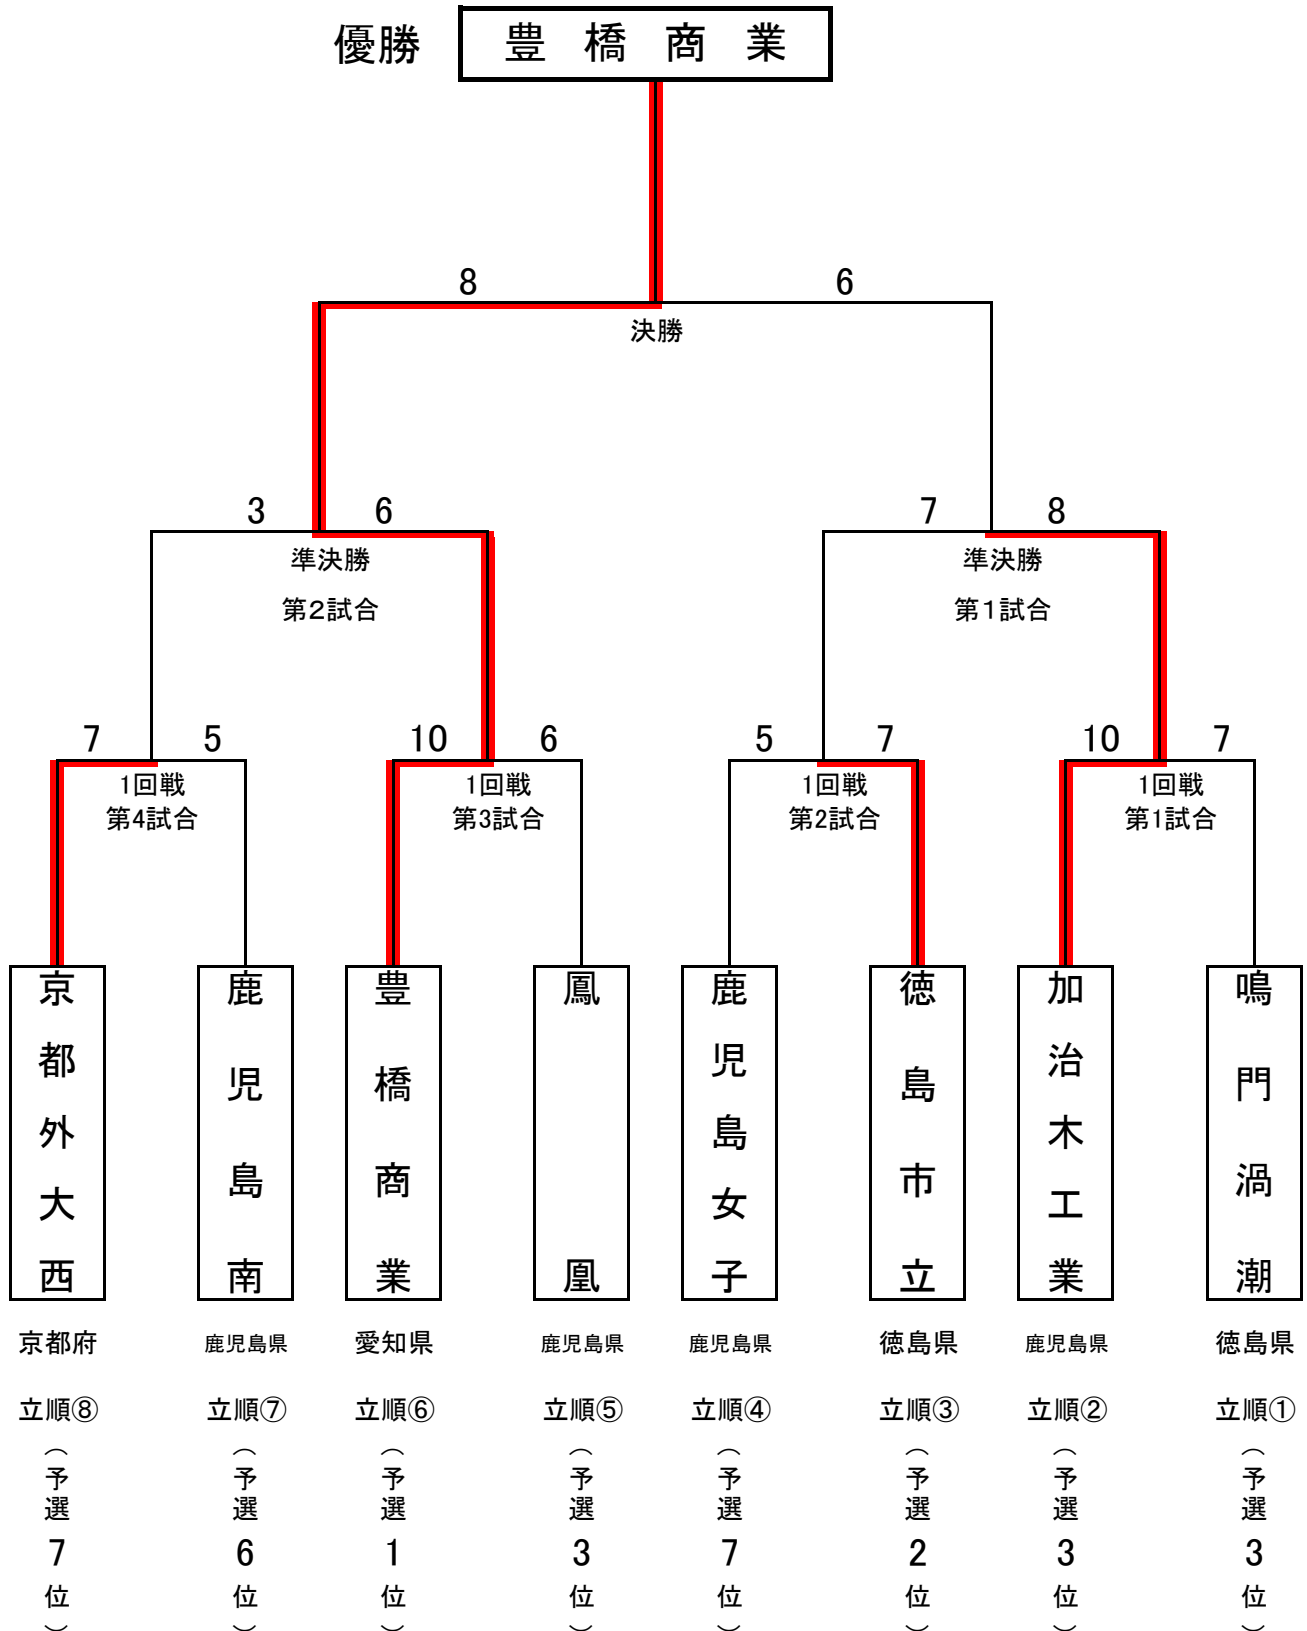 優勝 豊橋商業
8 6
決勝
3 6 7 8
準決勝 準決勝
第2試合 第1試合
7 5 10 6 5 7 10 7
1回戦 1回戦 1回戦 1回戦
第4試合 第3試合 第2試合 第1試合
京都外大西 鹿児島南 豊橋商業 鳳凰 鹿児島女子 徳島市立 加治木工業 鳴門渦潮
京都府 鹿児島県 愛知県 鹿児島県 鹿児島県 徳島県 鹿児島県 徳島県
立順⑧ 立順⑦ 立順⑥ 立順⑤ 立順④ 立順③ 立順② 立順①
（予選7位） （予選6位） （予選1位） （予選3位） （予選7位） （予選2位） （予選3位） （予選3位）